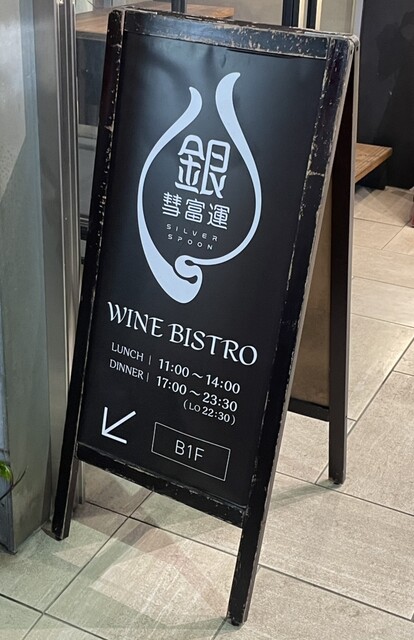 銀
彗富運
SILVER
SPOON
WINE BISTRO
LUNCH | 11:00～14:00
DINNER | 17:00～23:30
(LO 22:30)
B1F